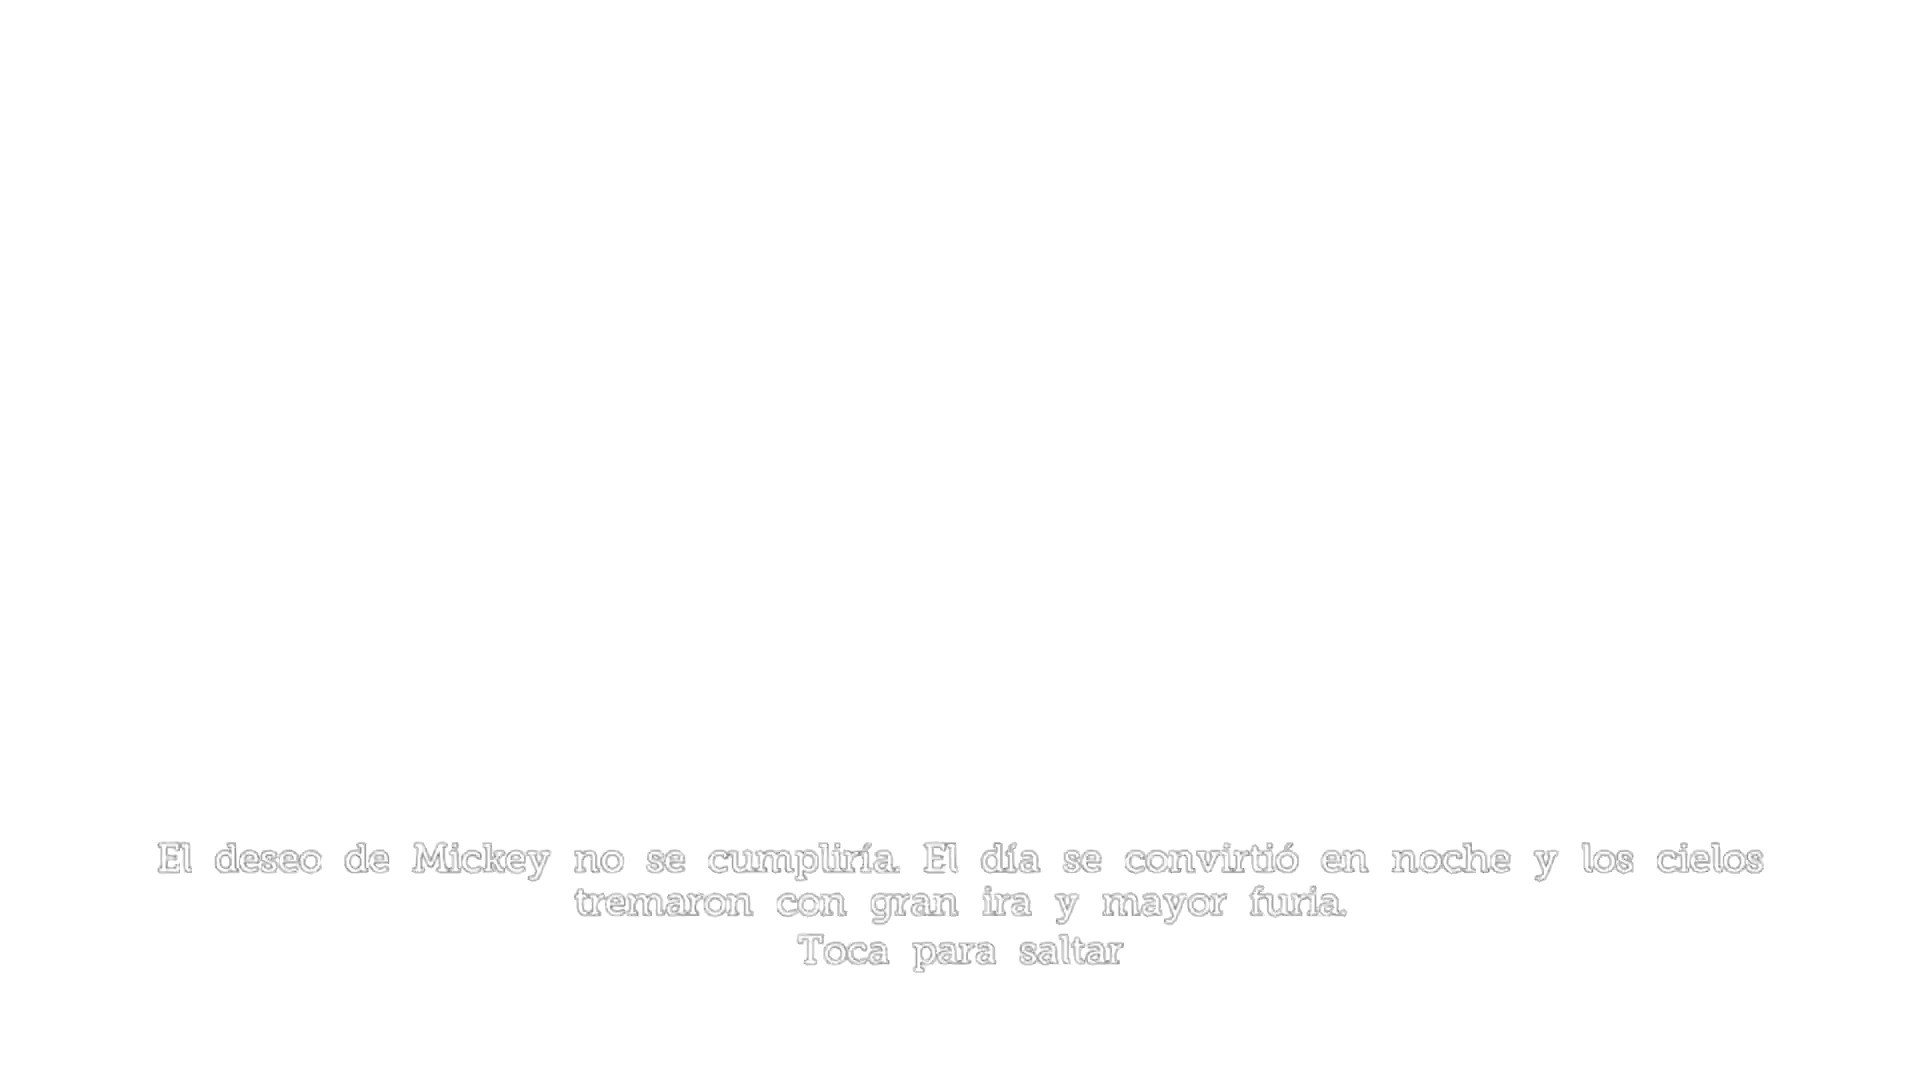 El deseo de Mickey no se cumpliría. El día se convirtió en noche y los cielos
tremaron con gran ira y mayor furia.
Toca para saltar